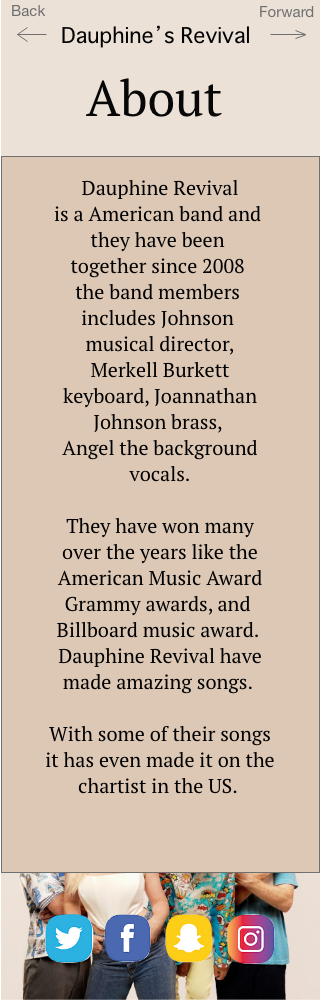 Back
Forward
Dauphine’s Revival
About
Dauphine Revival
is a American band and
they have been
together since 2008
the band members
includes Johnson
musical director,
Merkell Burkett
keyboard, Joannathan
Johnson brass,
Angel the background
vocals.
They have won many
over the years like the
American Music Award
Grammy awards, and
Billboard music award.
Dauphine Revival have
made amazing songs.
With some of their songs
it has even made it on the
chartist in the US.